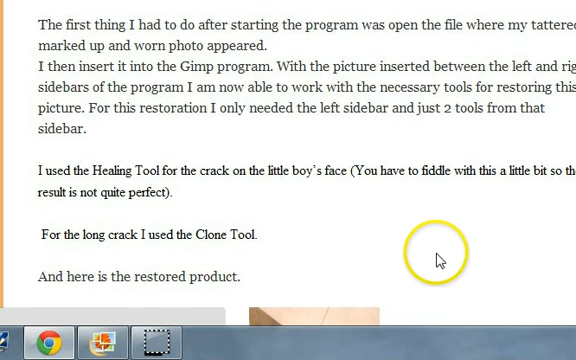 The first thing I had to do after starting the program was open the file where my tattered
marked up and worn photo appeared.
I then insert it into the Gimp program. With the picture inserted between the left and
sidebars of the program I am now able to work with the necessary tools for restoring this
picture. For this restoration I only needed the left sidebar and just 2 tools from that
sidebar.
I used the Healing Tool for the crack on the little boy's face (You have to fiddle with this a little bit so
result is not quite perfect).
For the long crack I used the Clone Tool.
And here is the restored product.